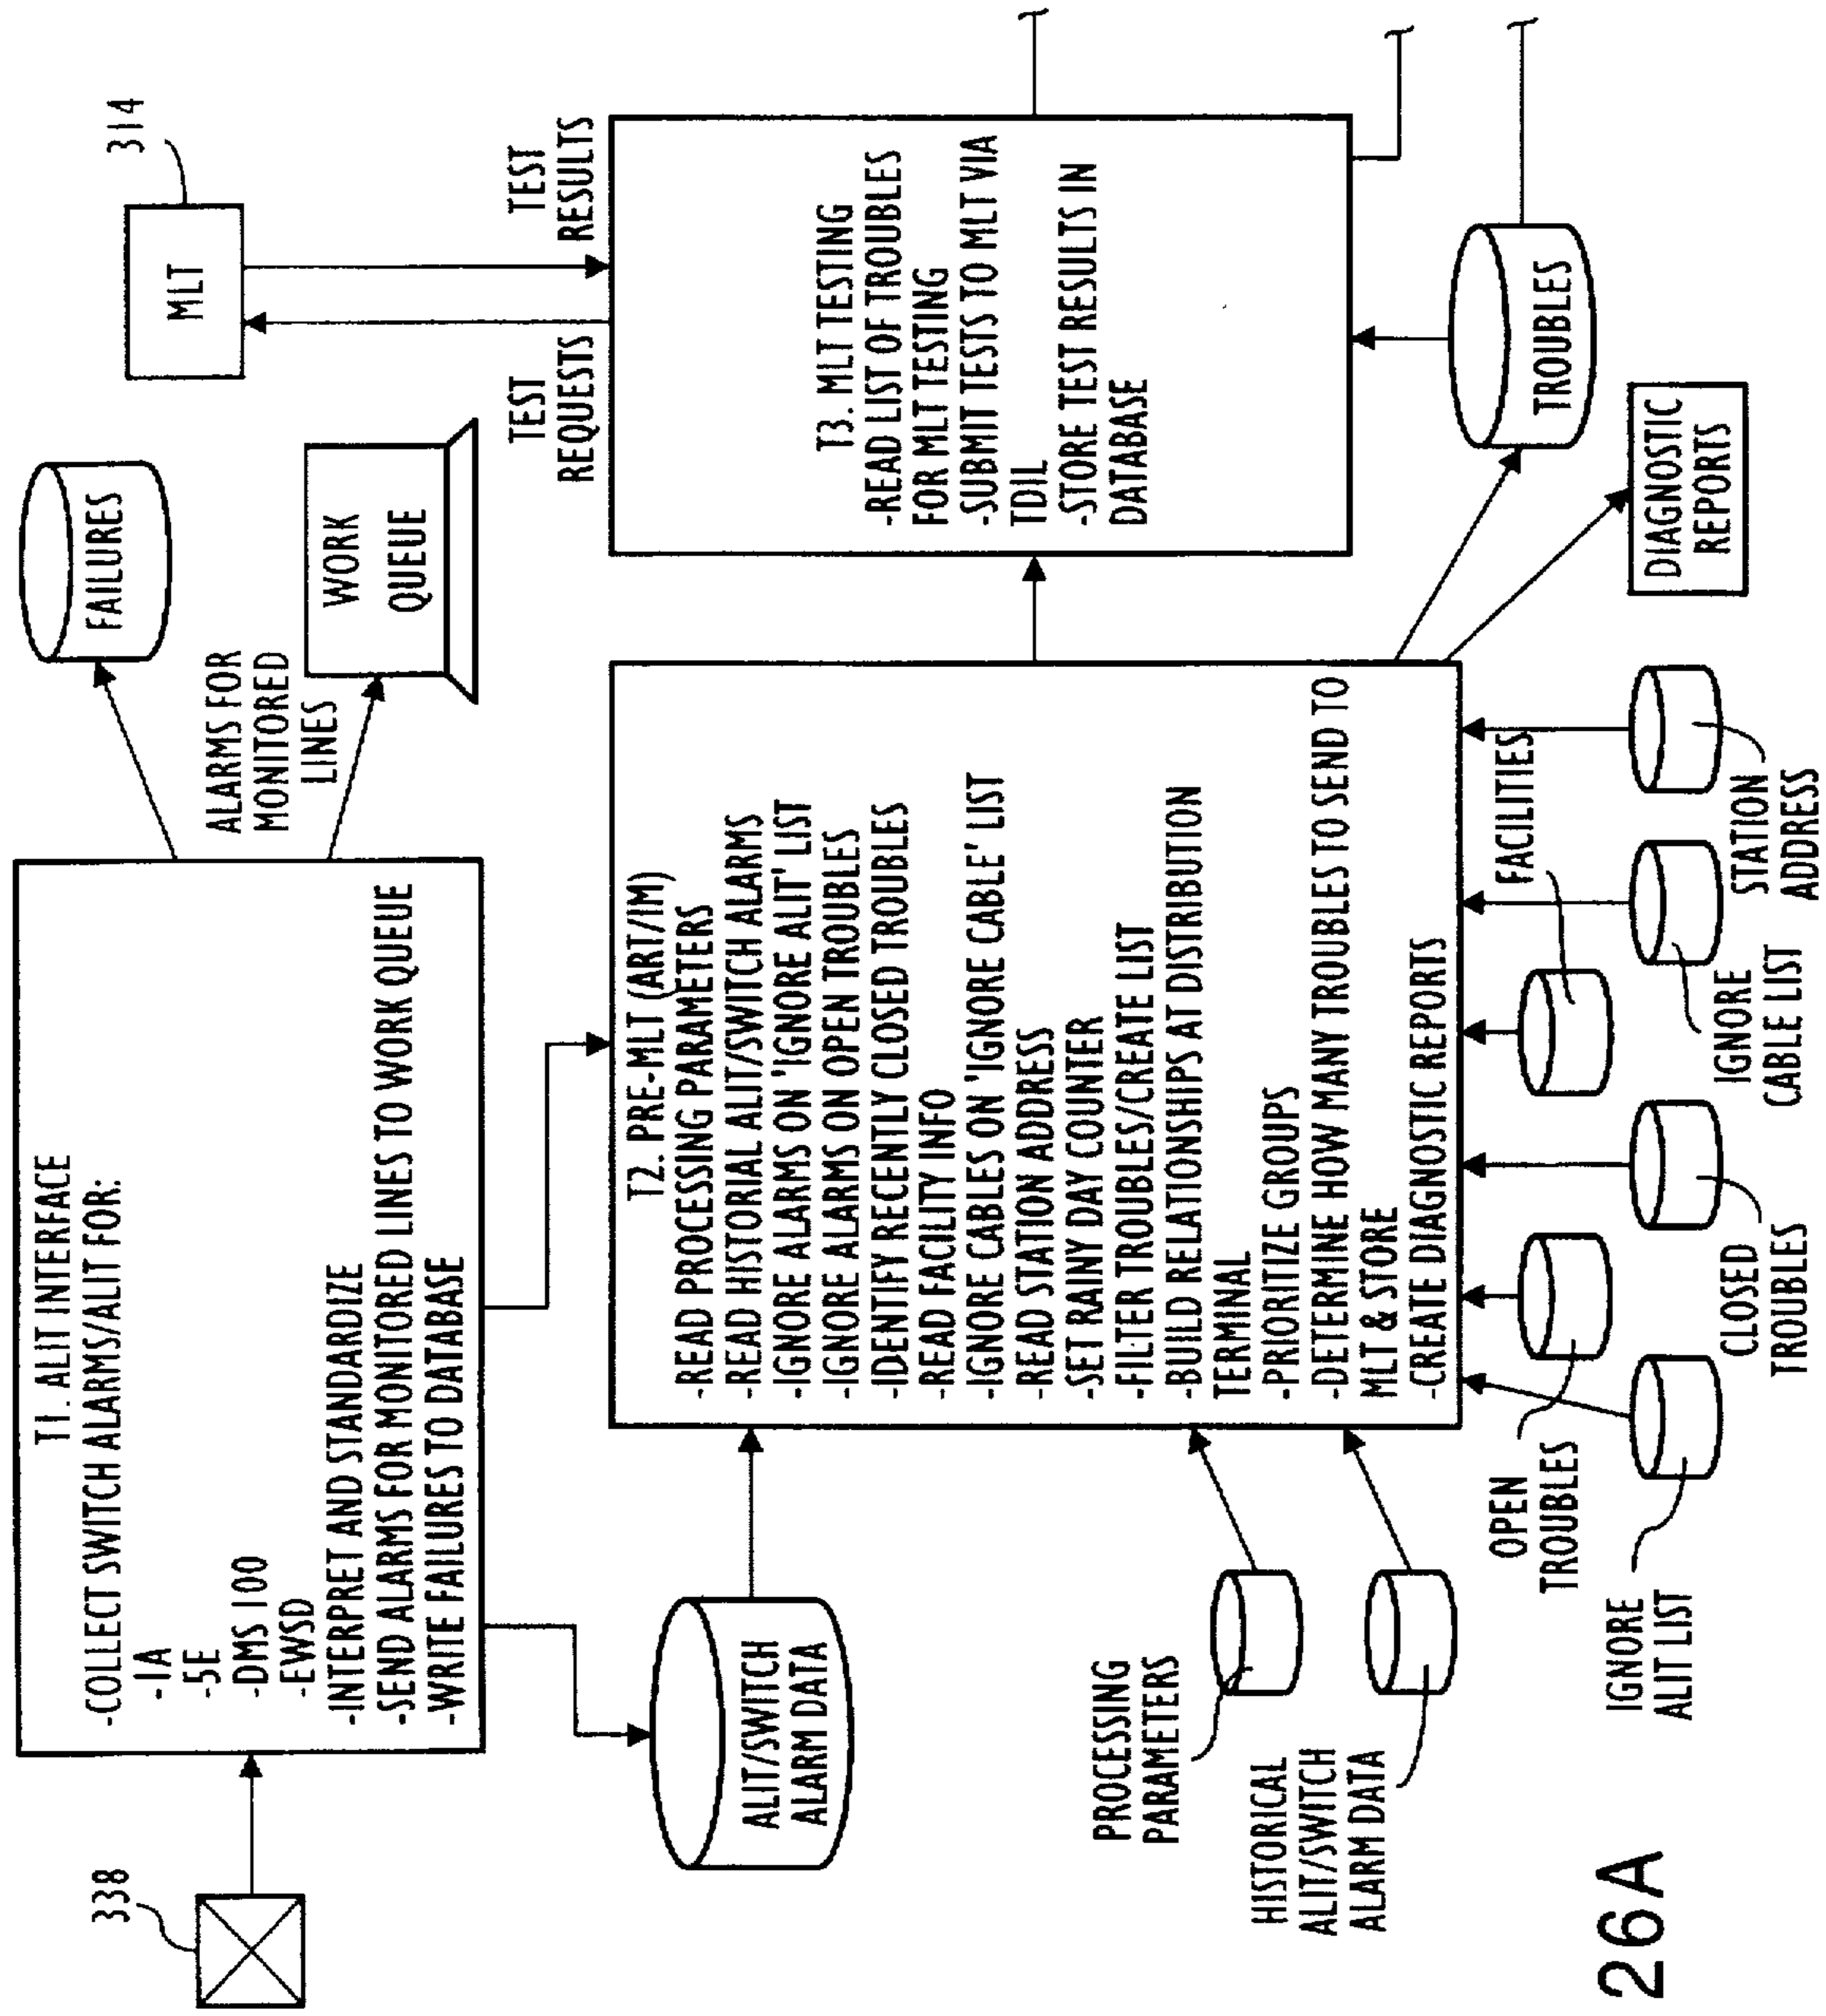 338
T1. ALIT INTERFACE
-COLLECT SWITCH ALARMS/ALIT FOR:
-1A
-5E
-DMS 100
-EWSD
-INTERPRET AND STANDARDIZE
-SEND ALARMS FOR MONITORED LINES TO WORK QUEUE
-WRITE FAILURES TO DATABASE
FAILURES
ALARMS FOR
MONITORED
LINES
WORK
QUEUE
MLT
314
TEST
REQUESTS
TEST
RESULTS
ALIT/SWITCH
ALARM DATA
T2. PRE-MLT (ART/IM)
-READ PROCESSING PARAMETERS
-READ HISTORIAL ALIT/SWITCH ALARMS
-IGNORE ALARMS ON 'IGNORE ALIT' LIST
-IGNORE ALARMS ON OPEN TROUBLES
-IDENTIFY RECENTLY CLOSED TROUBLES
-READ FACILITY INFO
-IGNORE CABLES ON 'IGNORE CABLE' LIST
-READ STATION ADDRESS
-SET RAINY DAY COUNTER
-FILTER TROUBLES/CREATE LIST
-BUILD RELATIONSHIPS AT DISTRIBUTION
TERMINAL
-PRIORITIZE GROUPS
-DETERMINE HOW MANY TROUBLES TO SEND TO
MLT & STORE
-CREATE DIAGNOSTIC REPORTS
T3. MLT TESTING
-READ LIST OF TROUBLES
FOR MLT TESTING
-SUBMIT TESTS TO MLT VIA
TDIL
-STORE TEST RESULTS IN
DATABASE
PROCESSING
PARAMETERS
HISTORICAL
ALIT/SWITCH
ALARM DATA
IGNORE
ALIT LIST
OPEN
TROUBLES
CLOSED
TROUBLES
FACILITIES
IGNORE
CABLE LIST
STATION
ADDRESS
DIAGNOSTIC
REPORTS
TROUBLES
26A